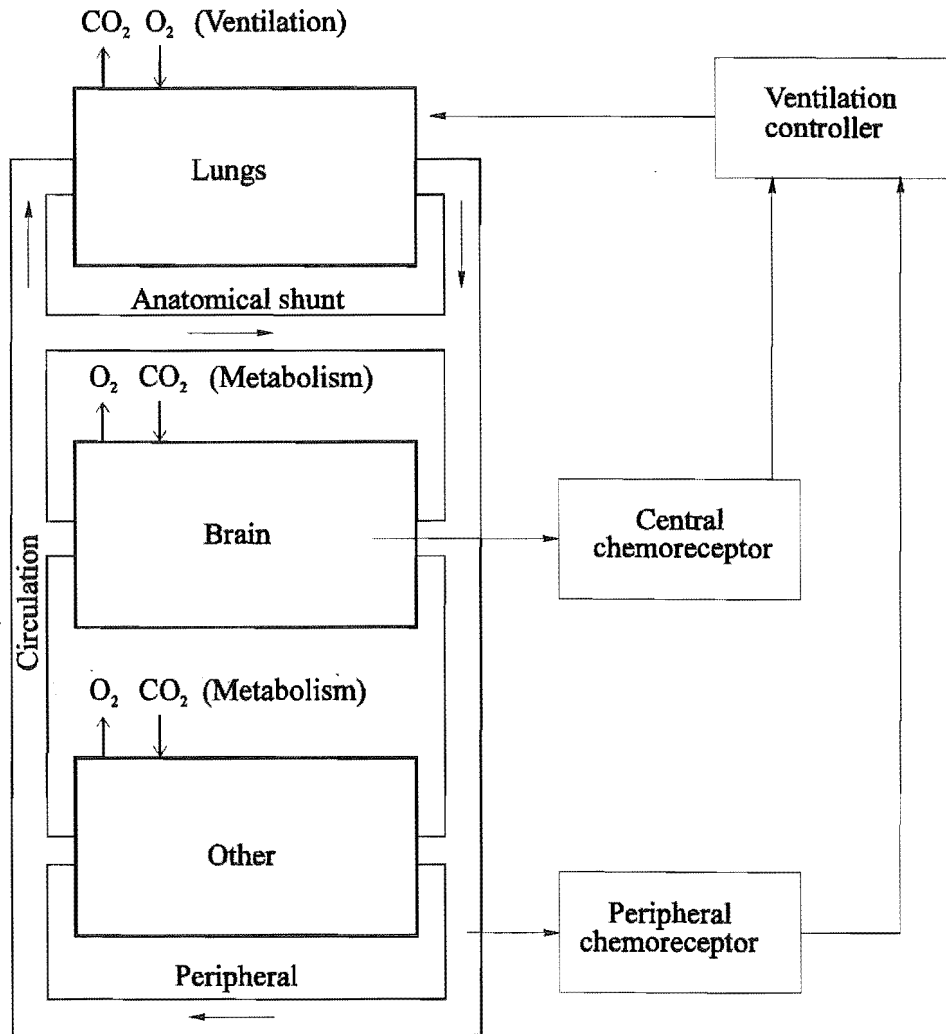 CO₂ O₂ (Ventilation)
Ventilation
controller
Lungs
Anatomical shunt
O₂ CO₂ (Metabolism)
Brain
Central
chemoreceptor
Circulation
O₂ CO₂ (Metabolism)
Other
Peripheral
chemoreceptor
Peripheral